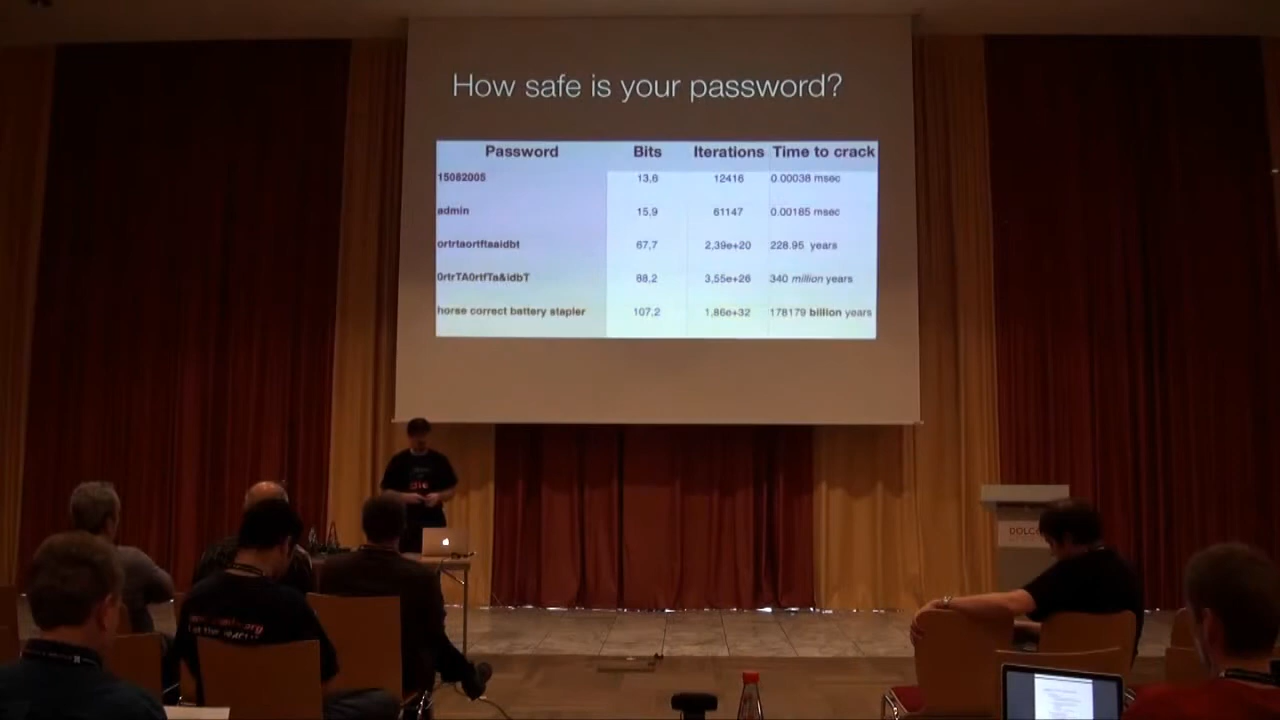 How safe is your password?
Password Bits Iterations Time to crack
15082005 13,6 12416 0.00038 msec
admin 15,9 61147 0.00185 msec
ortrtaortftaaidbt 67,7 2,39e+20 228.95 years
0rtrTA0rtfTa&idbT 88,2 3,55e+26 340 million years
horse correct battery stapler 107,2 1,86e+32 178179 billion years
DOLCE